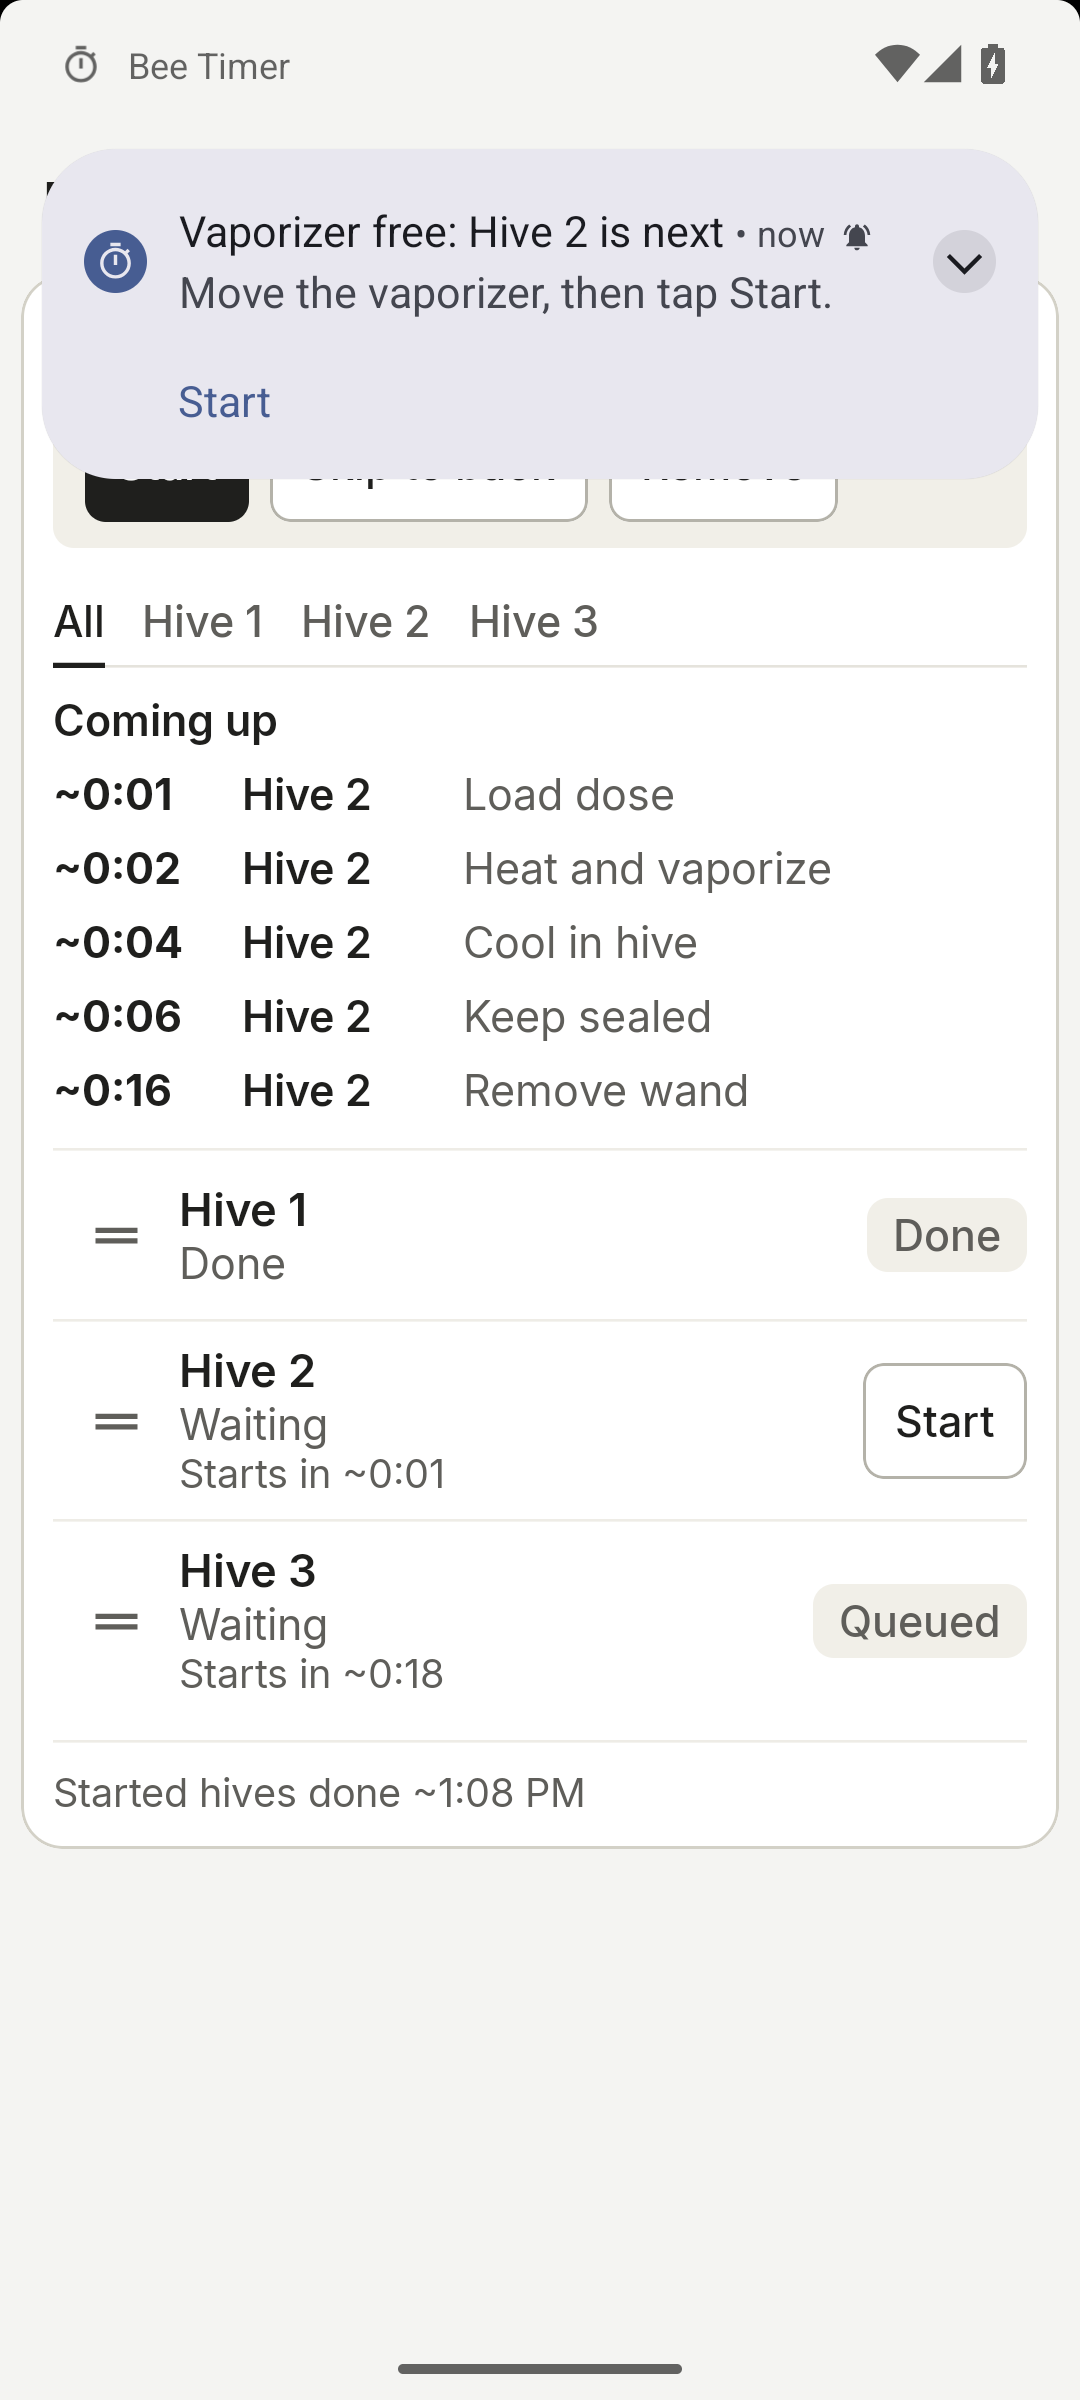 Bee Timer
Vaporizer free: Hive 2 is next • now
Move the vaporizer, then tap Start.
Start
All Hive 1 Hive 2 Hive 3
Coming up
~0:01 Hive 2 Load dose
~0:02 Hive 2 Heat and vaporize
~0:04 Hive 2 Cool in hive
~0:06 Hive 2 Keep sealed
~0:16 Hive 2 Remove wand
Hive 1
Done
Done
Hive 2
Waiting
Starts in ~0:01
Start
Hive 3
Waiting
Starts in ~0:18
Queued
Started hives done ~1:08 PM